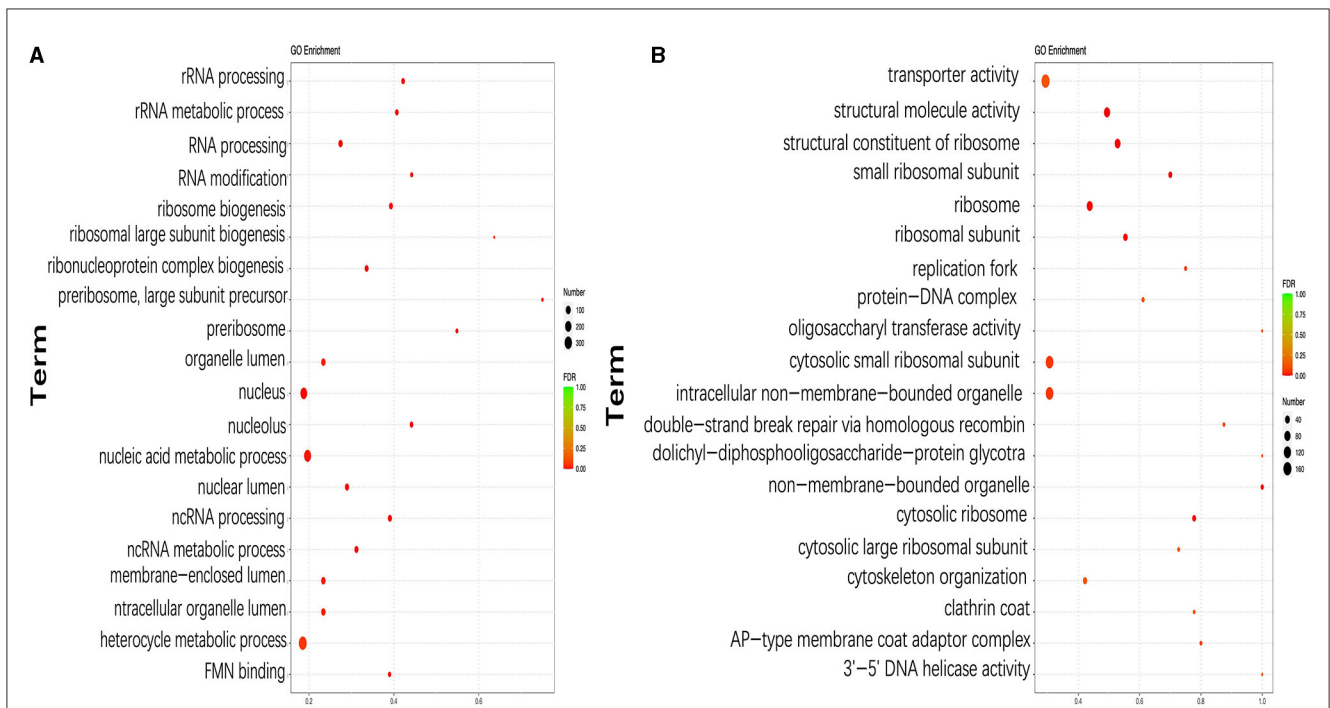 A
GO Enrichment
rRNA processing
rRNA metabolic process
RNA processing
RNA modification
ribosome biogenesis
ribosomal large subunit biogenesis
ribonucleoprotein complex biogenesis
preribosome, large subunit precursor
preribosome
organelle lumen
nucleus
nucleolus
nucleic acid metabolic process
nuclear lumen
ncRNA processing
ncRNA metabolic process
membrane−enclosed lumen
ntracellular organelle lumen
heterocycle metabolic process
FMN binding
Term
0.2
0.4
0.6
Number
100
200
300
FDR
1.00
0.75
0.50
0.25
0.00
B
GO Enrichment
transporter activity
structural molecule activity
structural constituent of ribosome
small ribosomal subunit
ribosome
ribosomal subunit
replication fork
protein−DNA complex
oligosaccharyl transferase activity
cytosolic small ribosomal subunit
intracellular non−membrane−bounded organelle
double−strand break repair via homologous recombin
dolichyl−diphosphooligosaccharide−protein glycotra
non−membrane−bounded organelle
cytosolic ribosome
cytosolic large ribosomal subunit
cytoskeleton organization
clathrin coat
AP−type membrane coat adaptor complex
3'−5' DNA helicase activity
Term
0.4
0.6
0.8
1.0
FDR
1.00
0.75
0.50
0.25
0.00
Number
40
80
120
160